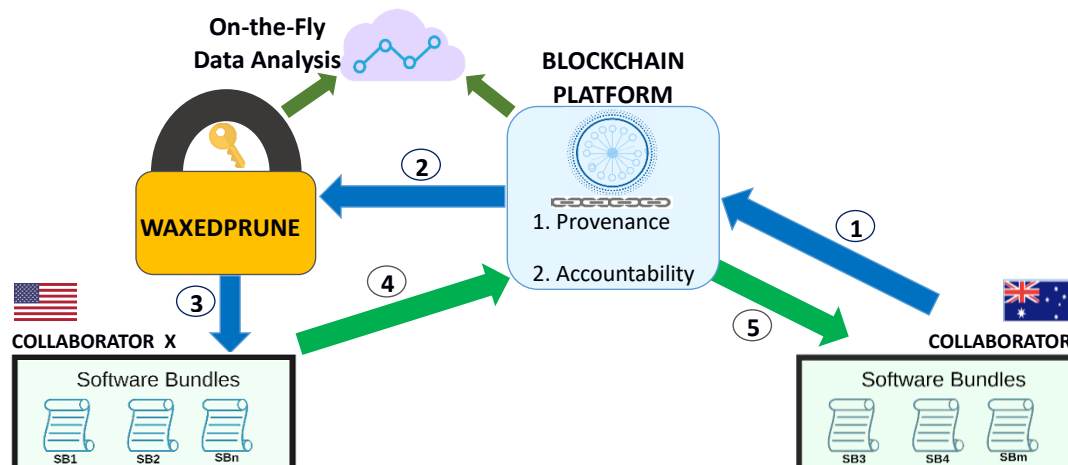 On-the-Fly
Data Analysis
BLOCKCHAIN
PLATFORM
WAXEDPRUNE
1. Provenance
2. Accountability
2
1
3
4
5
COLLABORATOR X
COLLABORATOR
Software Bundles
SB1
SB2
SBn
Software Bundles
SB3
SB4
SBm